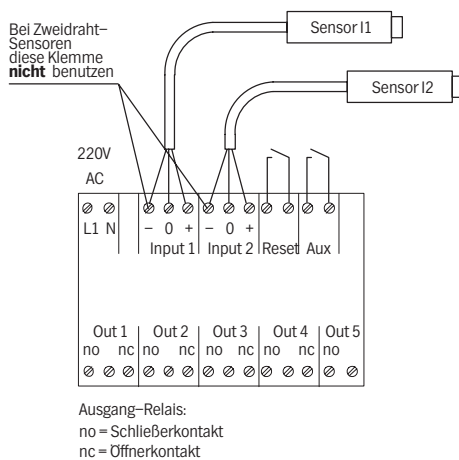 Bei Zweidraht–
Sensoren
diese Klemme
nicht benutzen
Sensor I1
Sensor I2
220V
AC
L1 N – 0 + – 0 +
Input 1 Input 2 Reset Aux
Out 1 Out 2 Out 3 Out 4 Out 5
no nc no nc no nc no nc no
Ausgang–Relais:
no = Schließerkontakt
nc = Öffnerkontakt